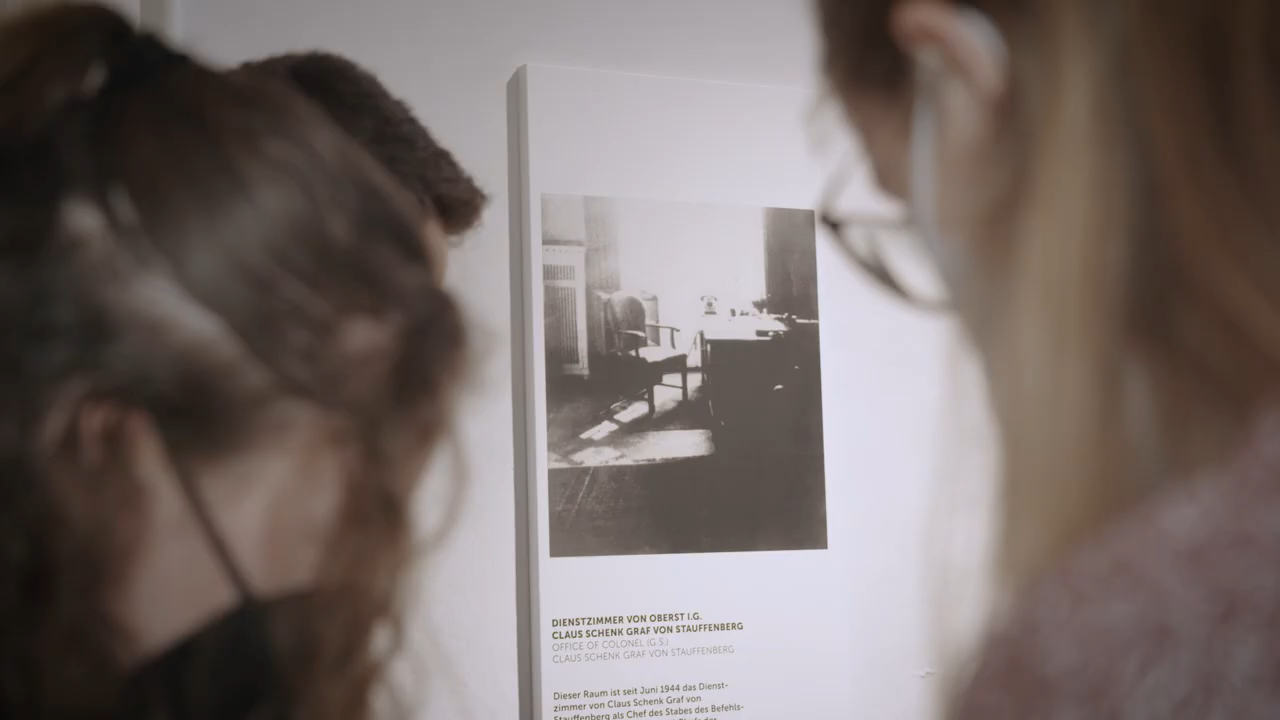 DIENSTZIMMER VON OBERST I.G.
CLAUS SCHENK GRAF VON STAUFFENBERG
OFFICE OF COLONEL (G.S.)
CLAUS SCHENK GRAF VON STAUFFENBERG
Dieser Raum ist seit Juni 1944 das Dienst-
zimmer von Claus Schenk Graf von
Stauffenberg als Chef des Stabes des Befehls-